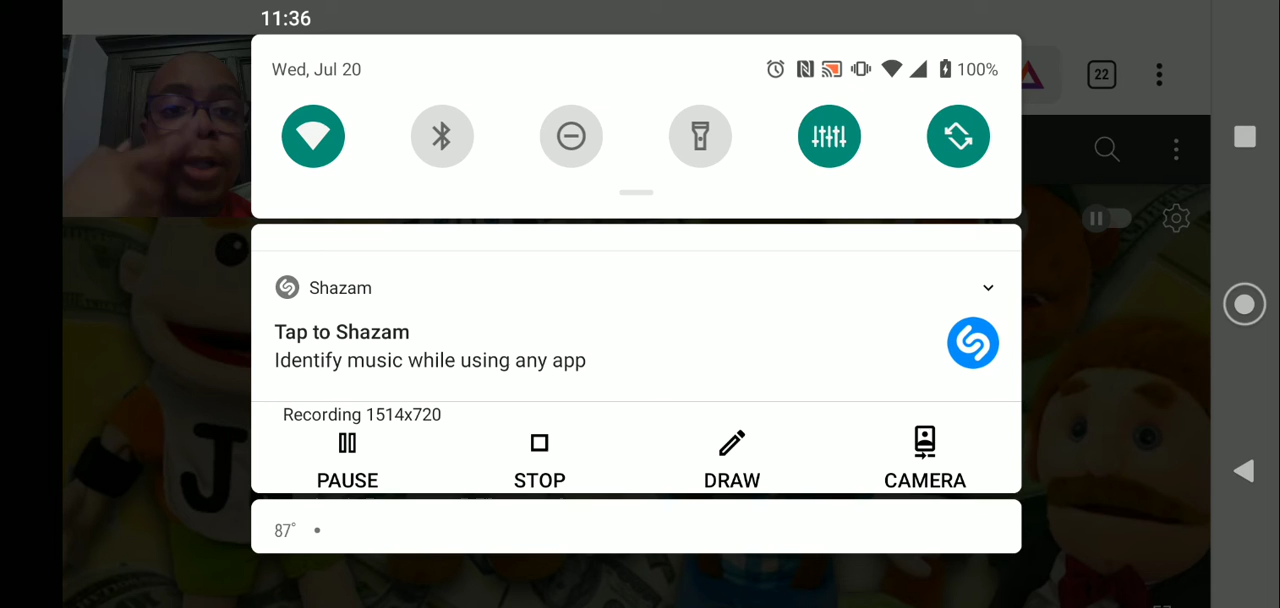 11:36
Wed, Jul 20
100%
22
Shazam
Tap to Shazam
Identify music while using any app
Recording 1514x720
PAUSE STOP DRAW CAMERA
87° •
J